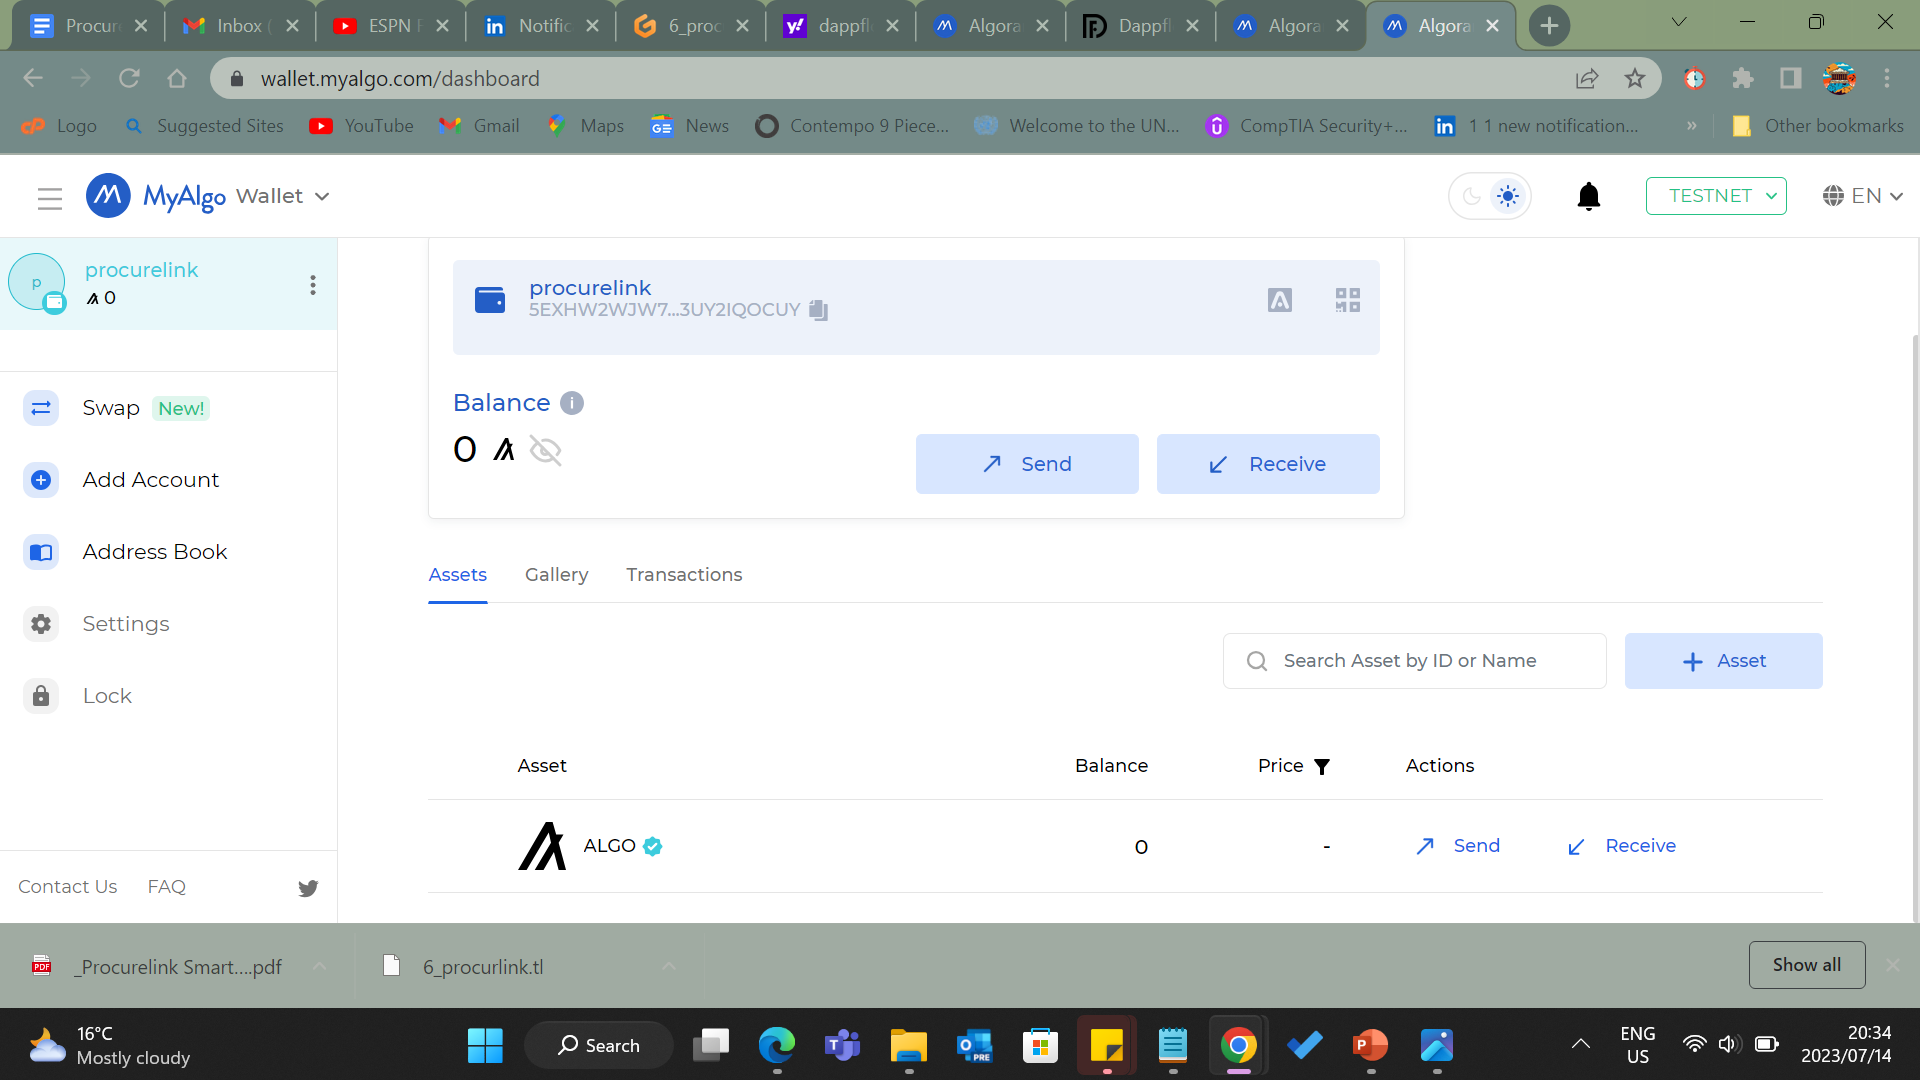 Procure
Inbox (
ESPN F
Notific
6_proc
dappfl
Algora
Dappfl
Algora
Algora
wallet.myalgo.com/dashboard
Logo
Suggested Sites
YouTube
Gmail
Maps
News
Contempo 9 Piece...
Welcome to the UN...
CompTIA Security+...
1 1 new notification...
»
Other bookmarks
MyAlgo Wallet
TESTNET
EN
p
procurelink
0
procurelink
5EXHW2WJW7...3UY2IQOCUY
Balance
0
Send
Receive
Swap New!
Add Account
Address Book
Settings
Lock
Assets
Gallery
Transactions
Search Asset by ID or Name
+ Asset
Asset
Balance
Price
Actions
ALGO
0
-
Send
Receive
Contact Us
FAQ
PDF
_Procurelink Smart....pdf
6_procurlink.tl
Show all
16°C
Mostly cloudy
Search
PRE
ENG
US
20:34
2023/07/14